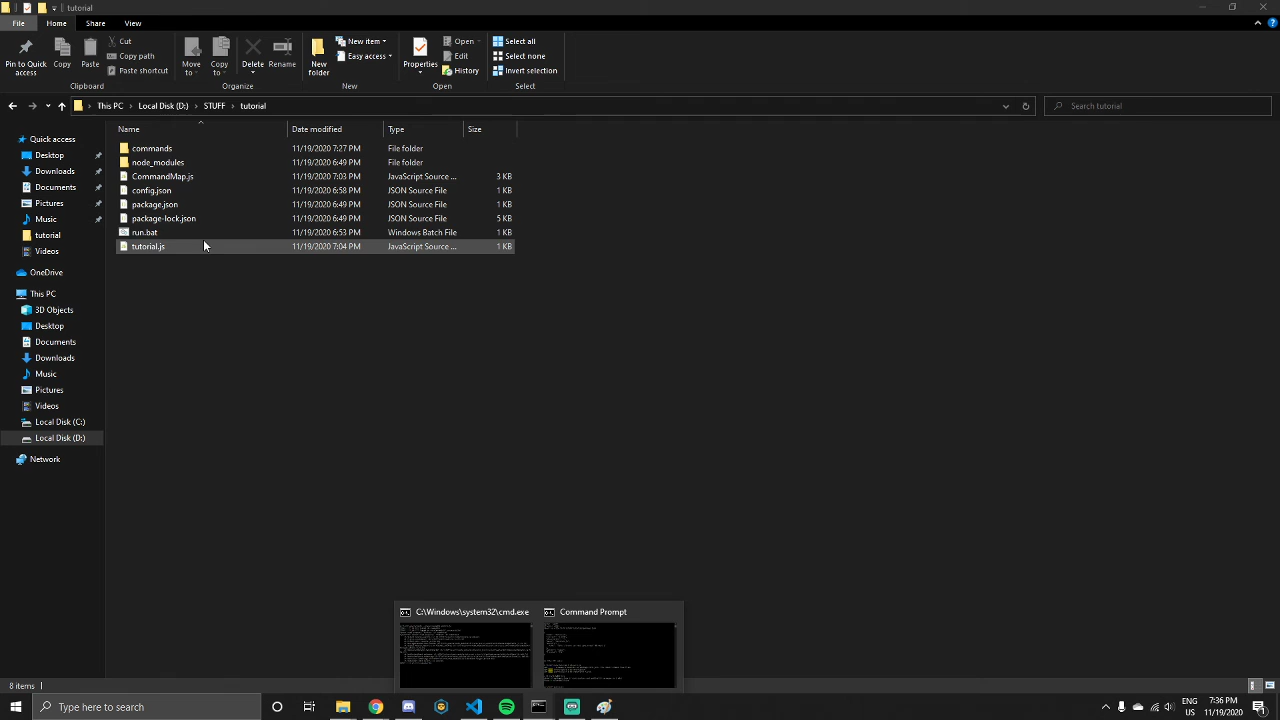 tutorial
File
Home
Share
View
Pin to Quick
access
Copy
Paste
Cut
Copy path
Paste shortcut
Move
to
Copy
to
Delete
Rename
New
folder
New item
Easy access
Properties
Open
Edit
History
Select all
Select none
Invert selection
Clipboard
Organize
New
Open
Select
This PC
Local Disk (D:)
STUFF
tutorial
Search tutorial
Name
Date modified
Type
Size
commands 11/19/2020 7:27 PM File folder
node_modules 11/19/2020 6:49 PM File folder
CommandMap.js 11/19/2020 7:03 PM JavaScript Source ... 3 KB
config.json 11/19/2020 6:58 PM JSON Source File 1 KB
package.json 11/19/2020 6:49 PM JSON Source File 1 KB
package-lock.json 11/19/2020 6:49 PM JSON Source File 5 KB
run.bat 11/19/2020 6:53 PM Windows Batch File 1 KB
tutorial.js 11/19/2020 7:04 PM JavaScript Source ... 1 KB
Quick access
Desktop
Downloads
Documents
Pictures
Music
tutorial
Videos
OneDrive
This PC
3D Objects
Desktop
Documents
Downloads
Music
Pictures
Videos
Local Disk (C:)
Local Disk (D:)
Network
C:\Windows\system32\cmd.exe
Command Prompt
Type here to search
ENG
US
7:36 PM
11/19/2020